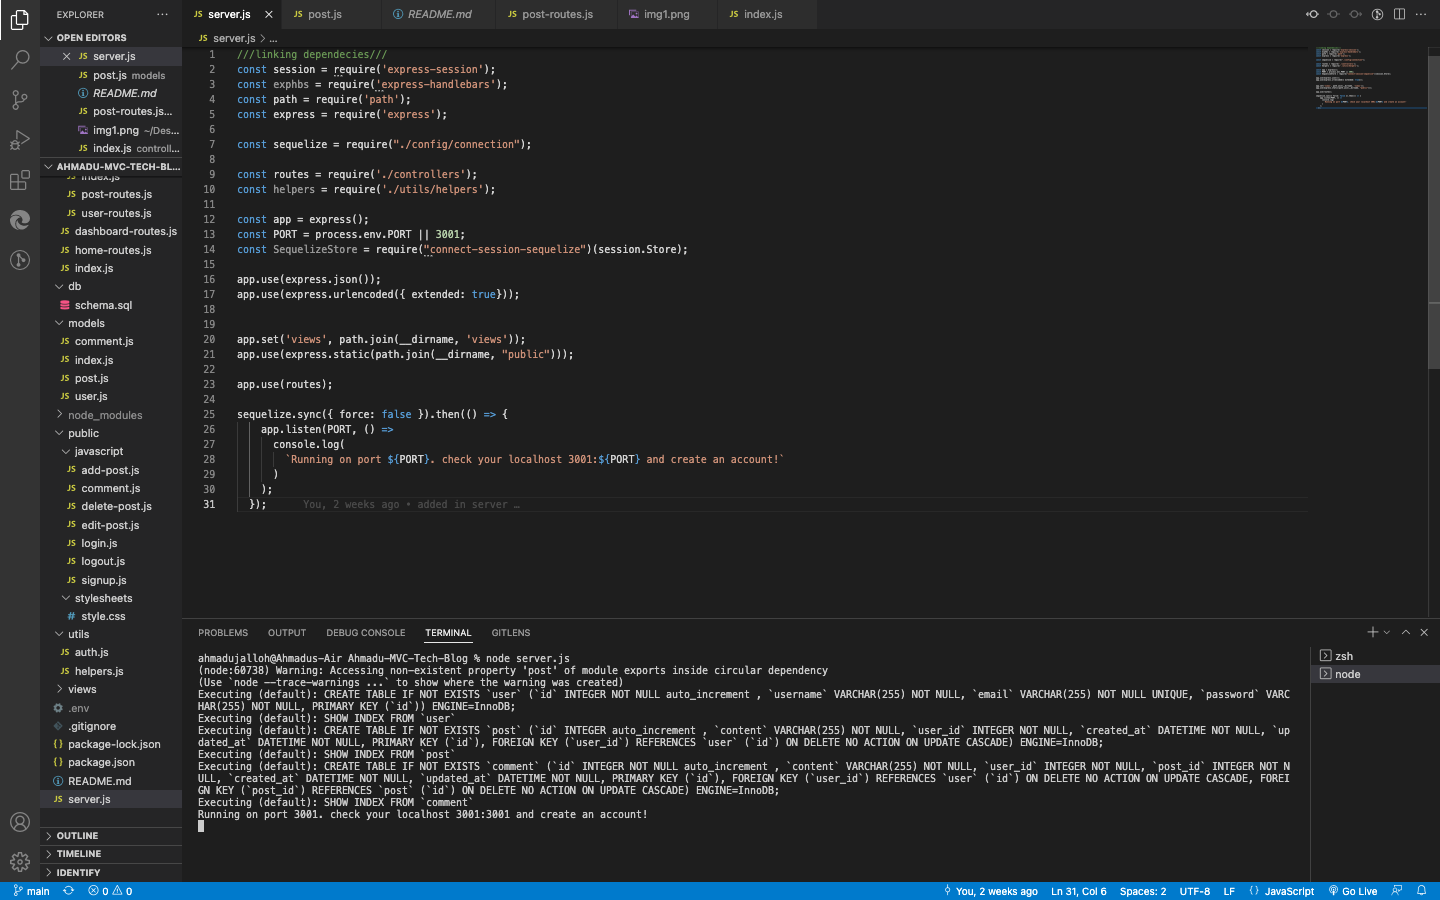 EXPLORER
OPEN EDITORS
JS server.js
JS post.js models
README.md
JS post-routes.js...
img1.png ~/Des...
JS index.js controll...
AHMADU-MVC-TECH-BL...
JS index.js
JS post-routes.js
JS user-routes.js
JS dashboard-routes.js
JS home-routes.js
JS index.js
db
schema.sql
models
JS comment.js
JS index.js
JS post.js
JS user.js
node_modules
public
javascript
JS add-post.js
JS comment.js
JS delete-post.js
JS edit-post.js
JS login.js
JS logout.js
JS signup.js
stylesheets
# style.css
utils
JS auth.js
JS helpers.js
views
.env
.gitignore
{} package-lock.json
{} package.json
README.md
JS server.js
OUTLINE
TIMELINE
IDENTIFY
JS server.js
JS post.js
README.md
JS post-routes.js
img1.png
JS index.js
JS server.js > ...
1 ///linking dependecies///
2 const session = require('express-session');
3 const exphbs = require('express-handlebars');
4 const path = require('path');
5 const express = require('express');
6
7 const sequelize = require("./config/connection");
8
9 const routes = require('./controllers');
10 const helpers = require('./utils/helpers');
11
12 const app = express();
13 const PORT = process.env.PORT || 3001;
14 const SequelizeStore = require("connect-session-sequelize")(session.Store);
15
16 app.use(express.json());
17 app.use(express.urlencoded({ extended: true}));
18
19
20 app.set('views', path.join(__dirname, 'views'));
21 app.use(express.static(path.join(__dirname, "public")));
22
23 app.use(routes);
24
25 sequelize.sync({ force: false }).then(() => {
26 app.listen(PORT, () =>
27 console.log(
28 `Running on port ${PORT}. check your localhost 3001:${PORT} and create an account!`
29 )
30 );
31 }); You, 2 weeks ago • added in server …
PROBLEMS OUTPUT DEBUG CONSOLE TERMINAL GITLENS
ahmadujalloh@Ahmadus-Air Ahmadu-MVC-Tech-Blog % node server.js
(node:60738) Warning: Accessing non-existent property 'post' of module exports inside circular dependency
(Use `node --trace-warnings ...` to show where the warning was created)
Executing (default): CREATE TABLE IF NOT EXISTS `user` (`id` INTEGER NOT NULL auto_increment , `username` VARCHAR(255) NOT NULL, `email` VARCHAR(255) NOT NULL UNIQUE, `password` VARC
HAR(255) NOT NULL, PRIMARY KEY (`id`)) ENGINE=InnoDB;
Executing (default): SHOW INDEX FROM `user`
Executing (default): CREATE TABLE IF NOT EXISTS `post` (`id` INTEGER auto_increment , `content` VARCHAR(255) NOT NULL, `user_id` INTEGER NOT NULL, `created_at` DATETIME NOT NULL, `up
dated_at` DATETIME NOT NULL, PRIMARY KEY (`id`), FOREIGN KEY (`user_id`) REFERENCES `user` (`id`) ON DELETE NO ACTION ON UPDATE CASCADE) ENGINE=InnoDB;
Executing (default): SHOW INDEX FROM `post`
Executing (default): CREATE TABLE IF NOT EXISTS `comment` (`id` INTEGER NOT NULL auto_increment , `content` VARCHAR(255) NOT NULL, `user_id` INTEGER NOT NULL, `post_id` INTEGER NOT N
ULL, `created_at` DATETIME NOT NULL, `updated_at` DATETIME NOT NULL, PRIMARY KEY (`id`), FOREIGN KEY (`user_id`) REFERENCES `user` (`id`) ON DELETE NO ACTION ON UPDATE CASCADE, FOREI
GN KEY (`post_id`) REFERENCES `post` (`id`) ON DELETE NO ACTION ON UPDATE CASCADE) ENGINE=InnoDB;
Executing (default): SHOW INDEX FROM `comment`
Running on port 3001. check your localhost 3001:3001 and create an account!
zsh
node
main 0 0 You, 2 weeks ago Ln 31, Col 6 Spaces: 2 UTF-8 LF {} JavaScript Go Live